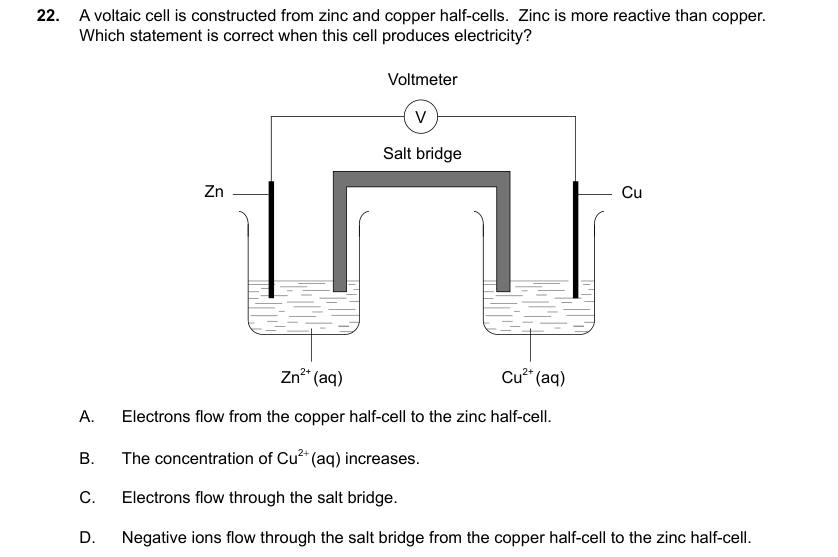 22. A voltaic cell is constructed from zinc and copper half-cells. Zinc is more reactive than copper.
Which statement is correct when this cell produces electricity?
Voltmeter
V
Salt bridge
Zn
Cu
Zn²⁺ (aq)
Cu²⁺ (aq)
A. Electrons flow from the copper half-cell to the zinc half-cell.
B. The concentration of Cu²⁺ (aq) increases.
C. Electrons flow through the salt bridge.
D. Negative ions flow through the salt bridge from the copper half-cell to the zinc half-cell.